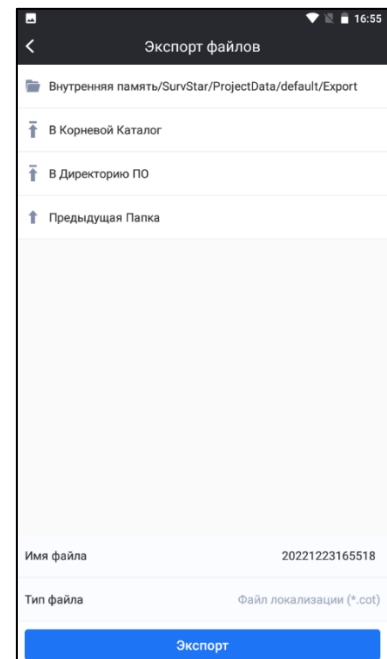 16:55
Экспорт файлов
Внутренняя память/SurvStar/ProjectData/default/Export
В Корневой Каталог
В Директорию ПО
Предыдущая Папка
Имя файла 20221223165518
Тип файла Файл локализации (*.cot)
Экспорт